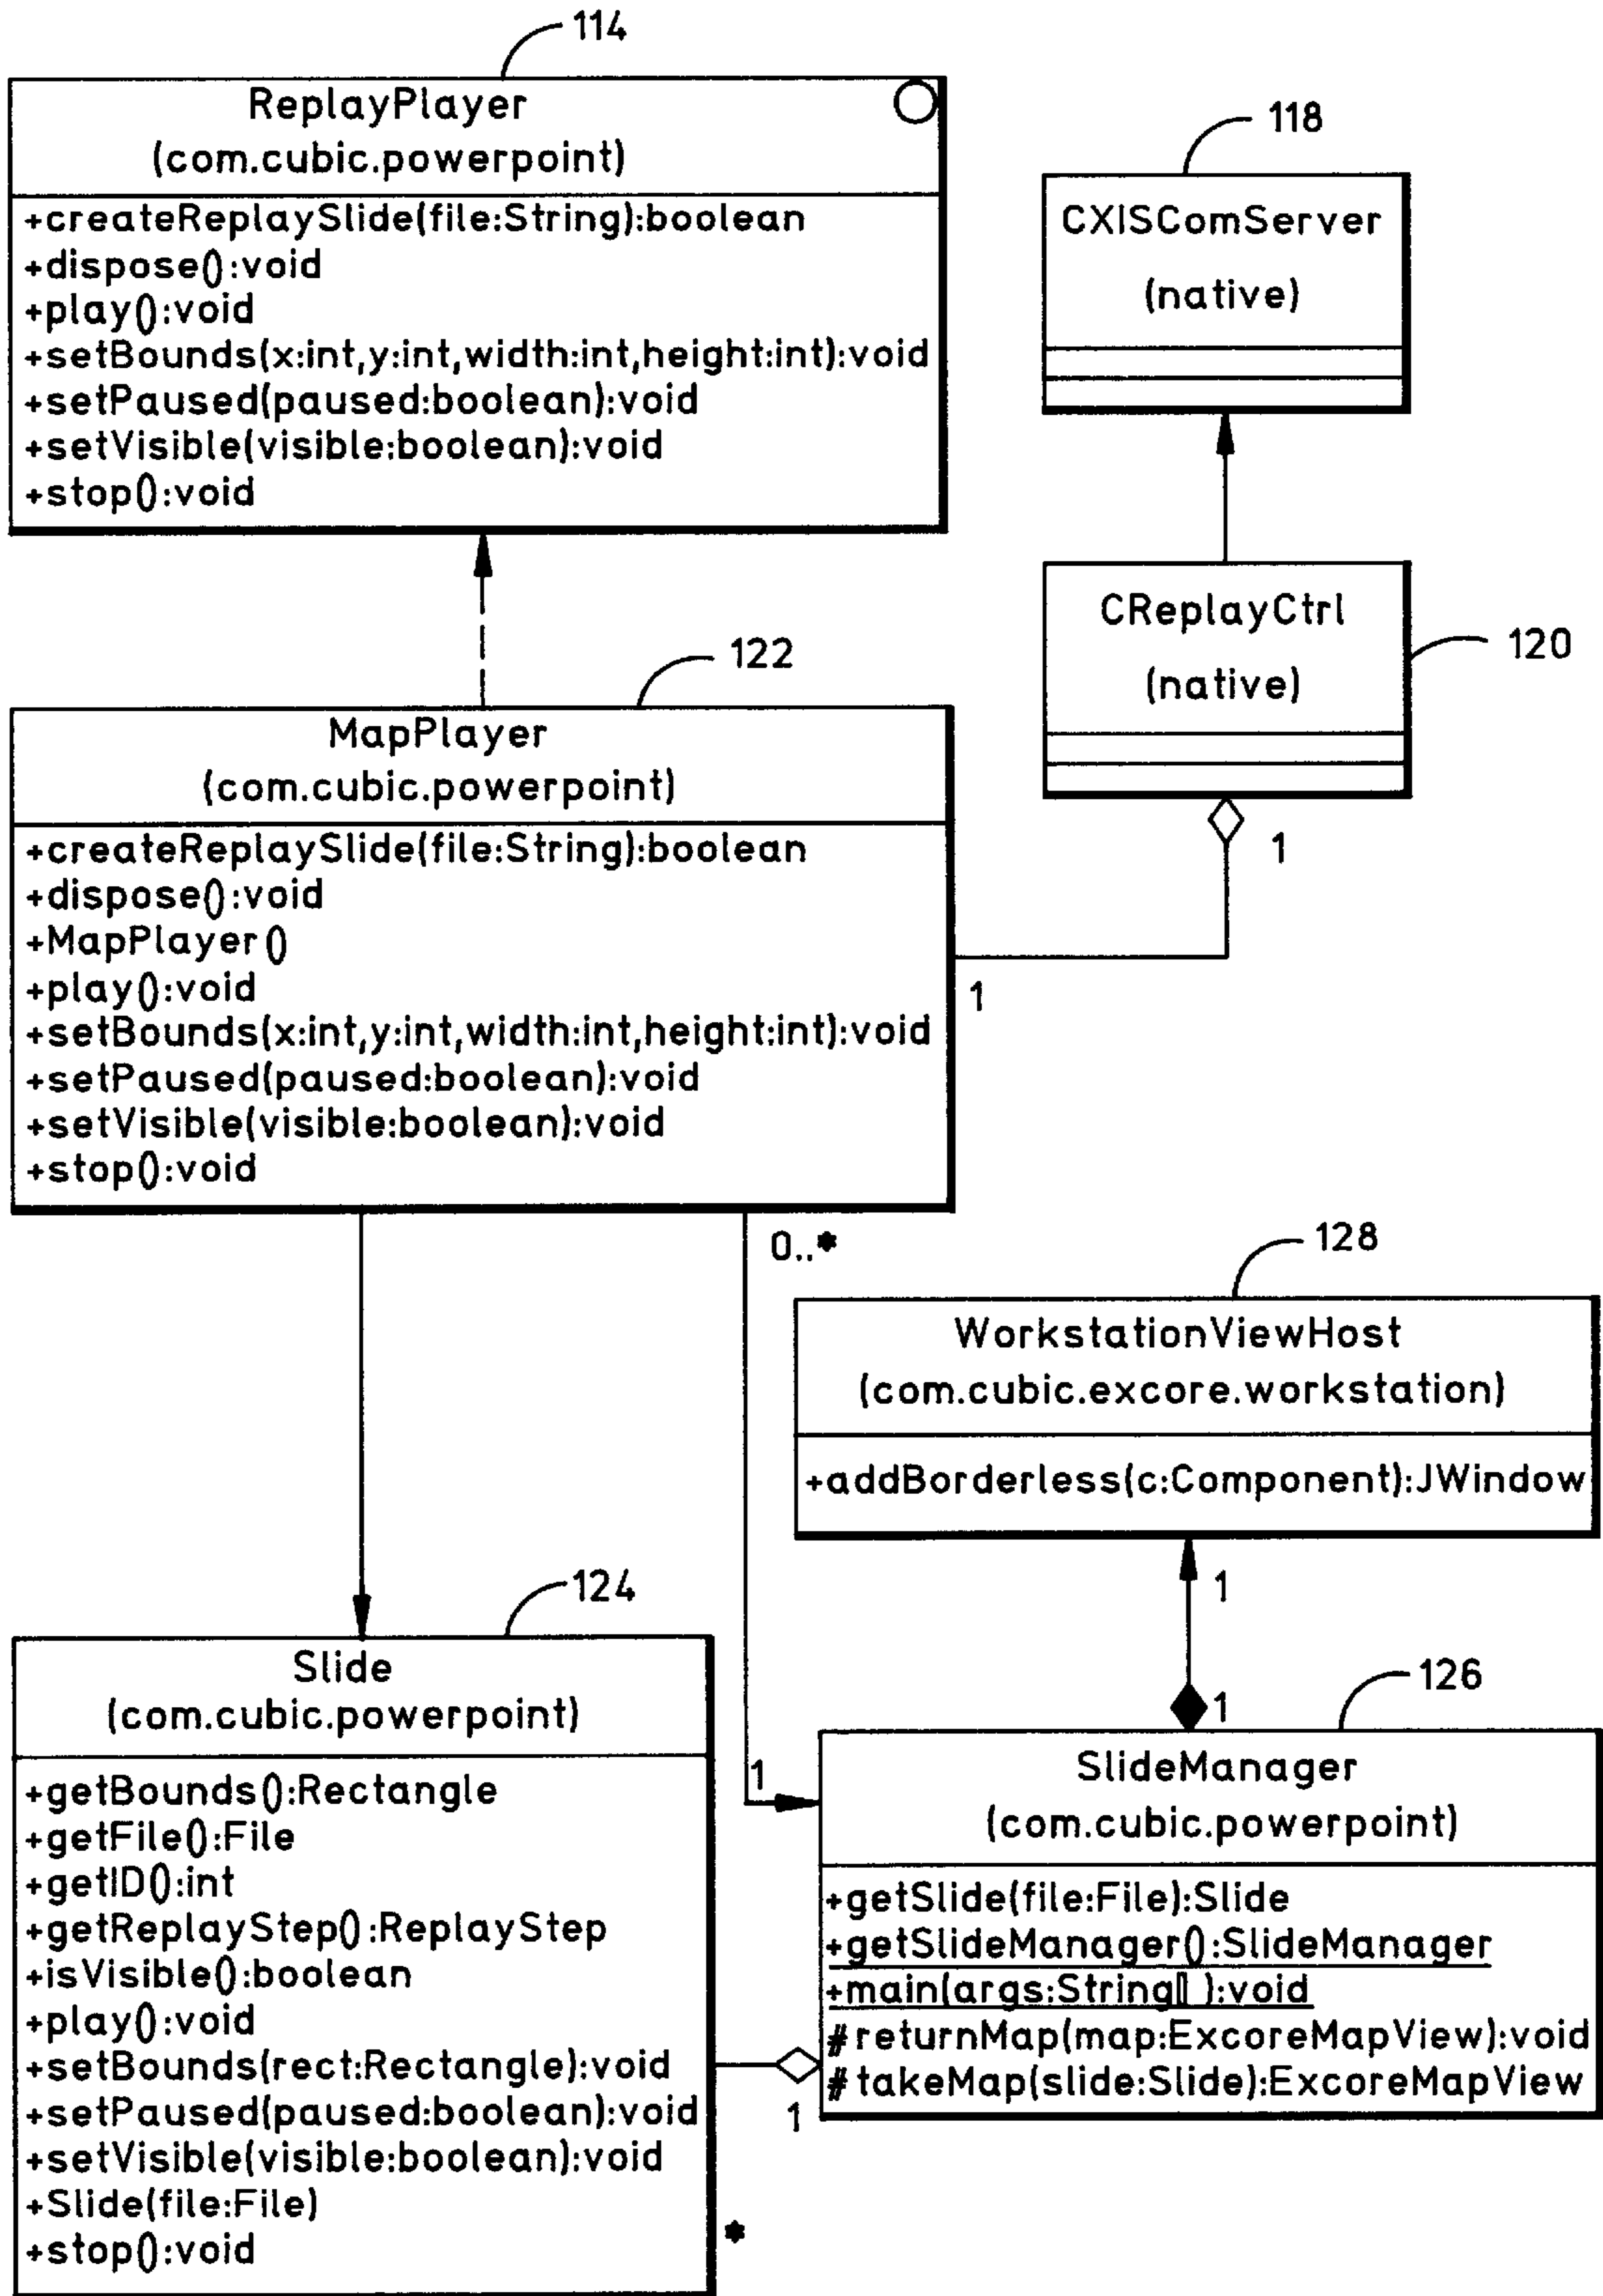 114
ReplayPlayer
(com.cubic.powerpoint)
+createReplaySlide(file:String):boolean
+dispose():void
+play():void
+setBounds(x:int,y:int,width:int,height:int):void
+setPaused(paused:boolean):void
+setVisible(visible:boolean):void
+stop():void
118
CXISComServer
(native)
CReplayCtrl
(native)
120
1
122
MapPlayer
(com.cubic.powerpoint)
+createReplaySlide(file:String):boolean
+dispose():void
+MapPlayer()
+play():void
+setBounds(x:int,y:int,width:int,height:int):void
+setPaused(paused:boolean):void
+setVisible(visible:boolean):void
+stop():void
1
0..*
128
WorkstationViewHost
(com.cubic.excore.workstation)
+addBorderless(c:Component):JWindow
1
1
124
Slide
(com.cubic.powerpoint)
+getBounds():Rectangle
+getFile():File
+getID():int
+getReplayStep():ReplayStep
+isVisible():boolean
+play():void
+setBounds(rect:Rectangle):void
+setPaused(paused:boolean):void
+setVisible(visible:boolean):void
+Slide(file:File)
+stop():void
*
126
1
SlideManager
(com.cubic.powerpoint)
+getSlide(file:File):Slide
+getSlideManager():SlideManager
+main(args:String[] ):void
#returnMap(map:ExcoreMapView):void
#takeMap(slide:Slide):ExcoreMapView
1